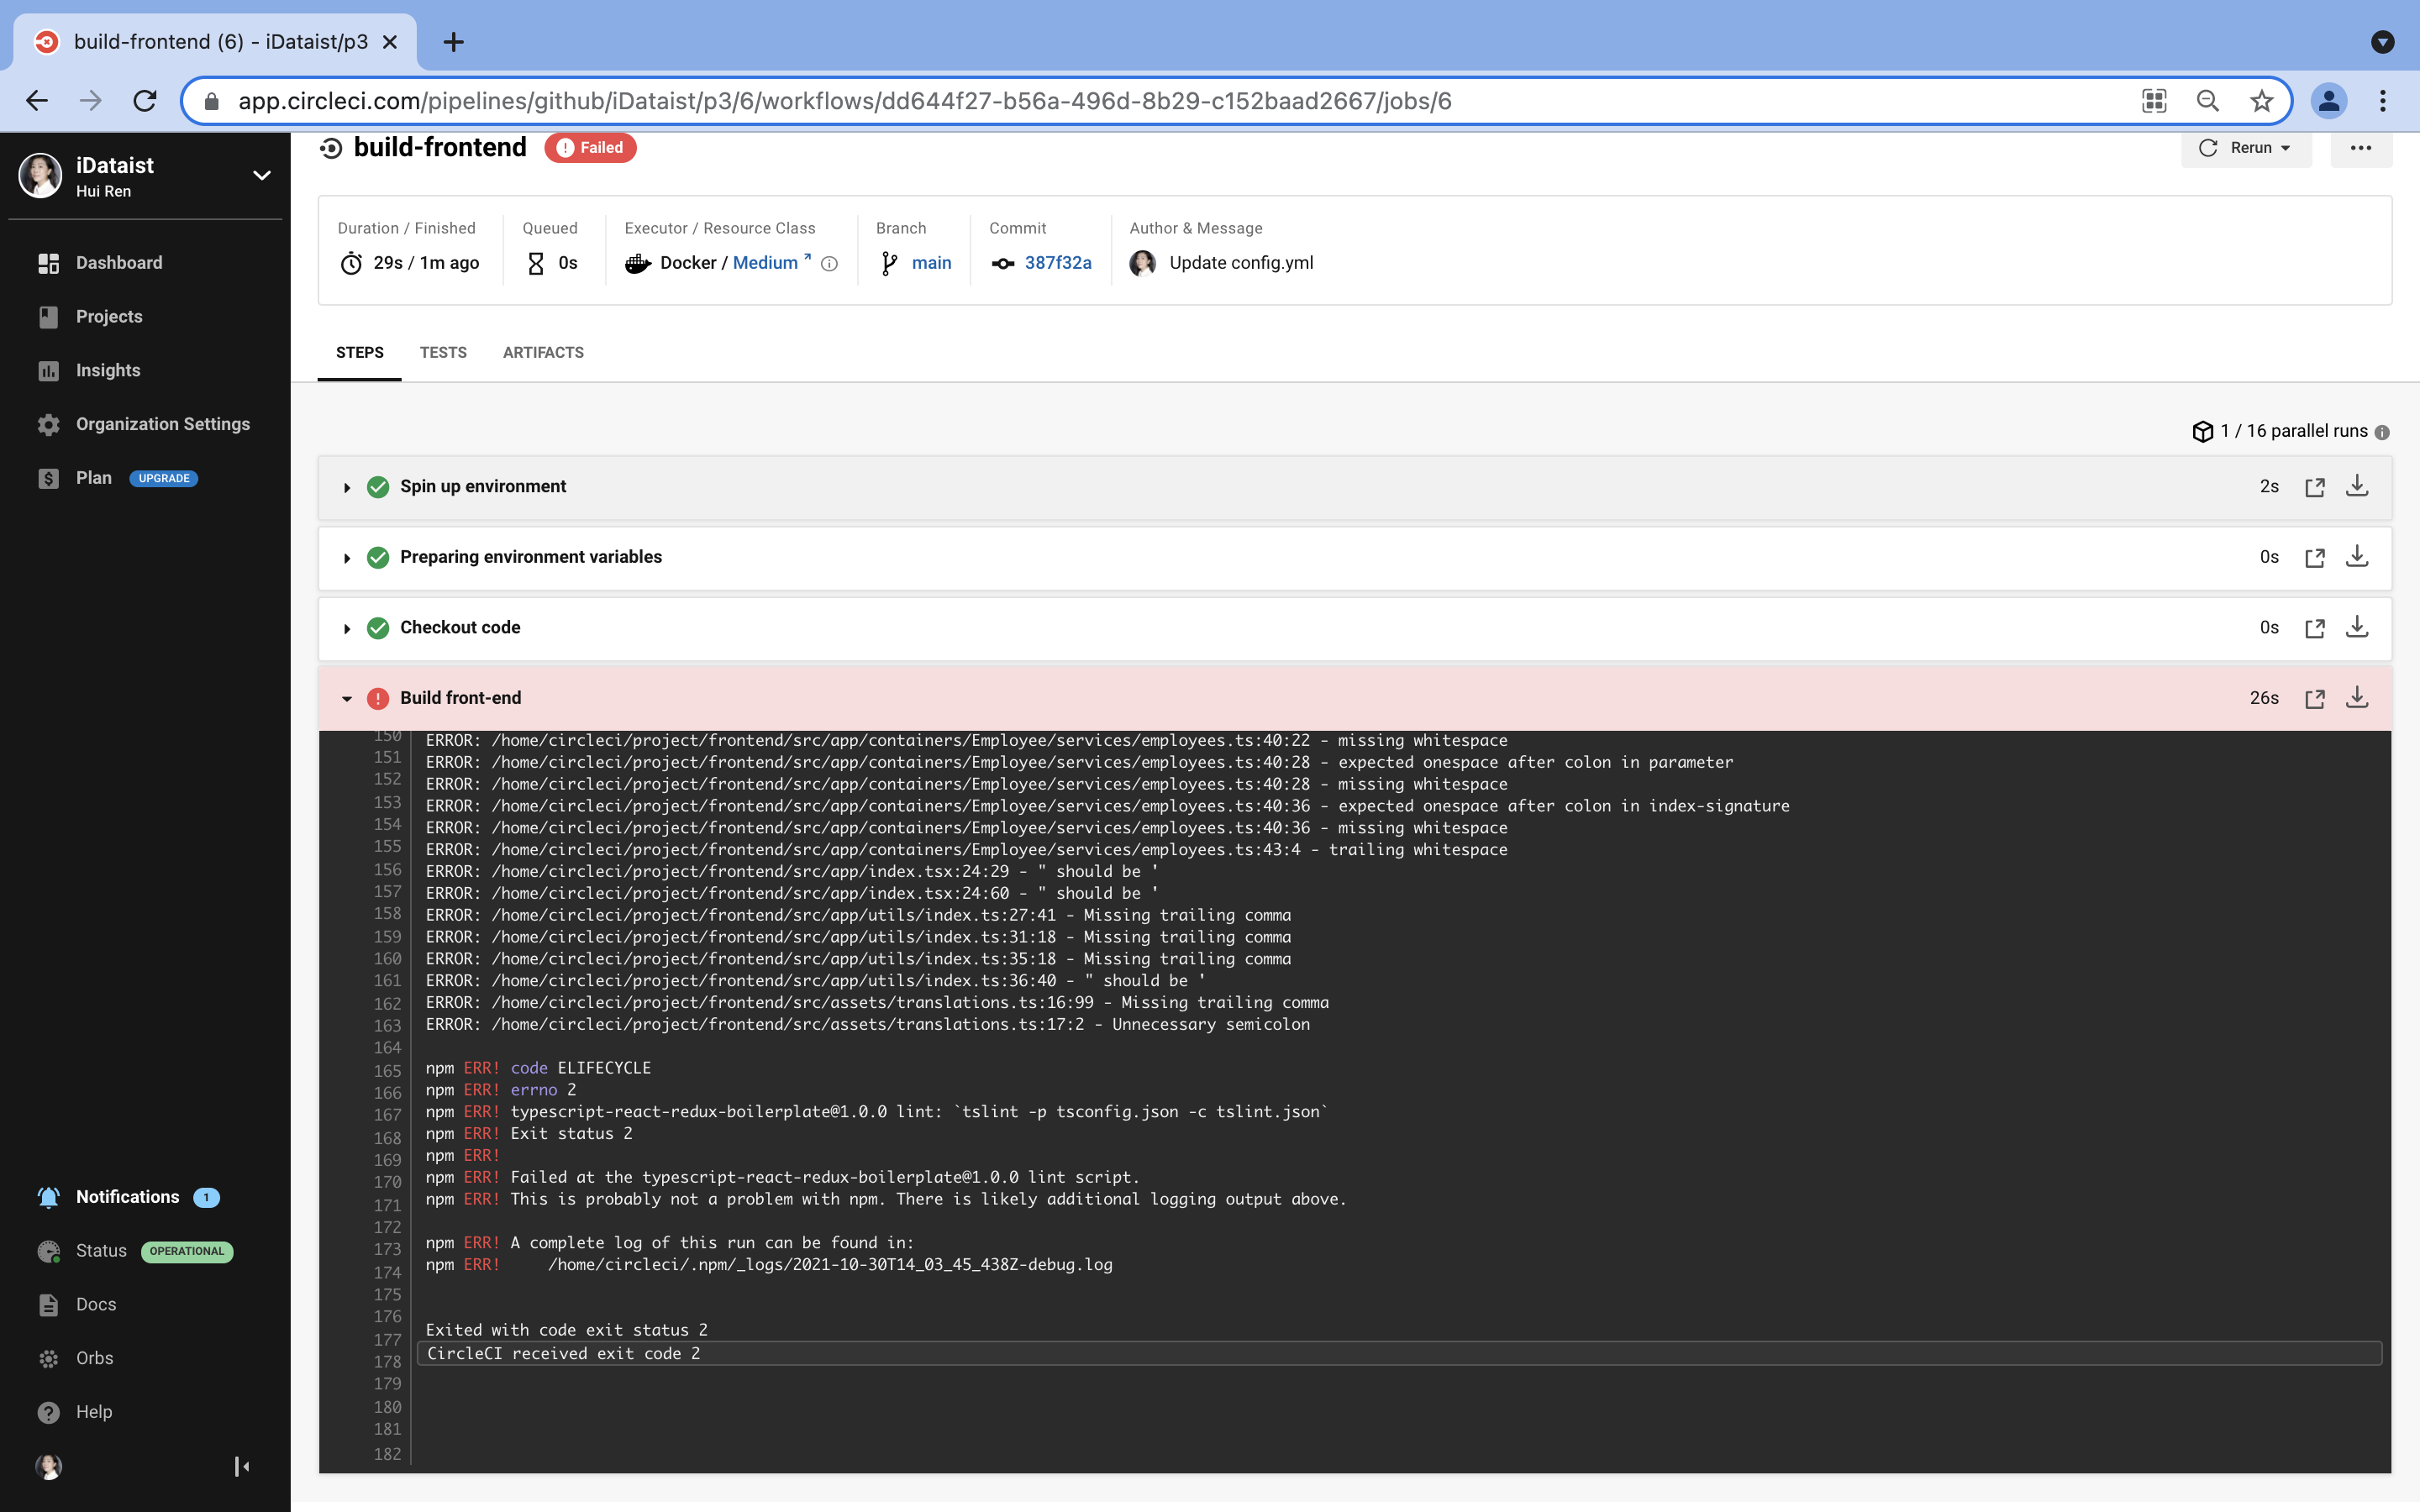 build-frontend (6) - iDataist/p3
app.circleci.com/pipelines/github/iDataist/p3/6/workflows/dd644f27-b56a-496d-8b29-c152baad2667/jobs/6
iDataist
Hui Ren
Dashboard
Projects
Insights
Organization Settings
Plan UPGRADE
Notifications 1
Status OPERATIONAL
Docs
Orbs
Help
build-frontend Failed
Rerun
Duration / Finished
29s / 1m ago
Queued
0s
Executor / Resource Class
Docker / Medium
Branch
main
Commit
387f32a
Author & Message
Update config.yml
STEPS TESTS ARTIFACTS
1 / 16 parallel runs
Spin up environment 2s
Preparing environment variables 0s
Checkout code 0s
Build front-end 26s
150 ERROR: /home/circleci/project/frontend/src/app/containers/Employee/services/employees.ts:40:22 - missing whitespace
151 ERROR: /home/circleci/project/frontend/src/app/containers/Employee/services/employees.ts:40:28 - expected onespace after colon in parameter
152 ERROR: /home/circleci/project/frontend/src/app/containers/Employee/services/employees.ts:40:28 - missing whitespace
153 ERROR: /home/circleci/project/frontend/src/app/containers/Employee/services/employees.ts:40:36 - expected onespace after colon in index-signature
154 ERROR: /home/circleci/project/frontend/src/app/containers/Employee/services/employees.ts:40:36 - missing whitespace
155 ERROR: /home/circleci/project/frontend/src/app/containers/Employee/services/employees.ts:43:4 - trailing whitespace
156 ERROR: /home/circleci/project/frontend/src/app/index.tsx:24:29 - " should be '
157 ERROR: /home/circleci/project/frontend/src/app/index.tsx:24:60 - " should be '
158 ERROR: /home/circleci/project/frontend/src/app/utils/index.ts:27:41 - Missing trailing comma
159 ERROR: /home/circleci/project/frontend/src/app/utils/index.ts:31:18 - Missing trailing comma
160 ERROR: /home/circleci/project/frontend/src/app/utils/index.ts:35:18 - Missing trailing comma
161 ERROR: /home/circleci/project/frontend/src/app/utils/index.ts:36:40 - " should be '
162 ERROR: /home/circleci/project/frontend/src/assets/translations.ts:16:99 - Missing trailing comma
163 ERROR: /home/circleci/project/frontend/src/assets/translations.ts:17:2 - Unnecessary semicolon
164
165 npm ERR! code ELIFECYCLE
166 npm ERR! errno 2
167 npm ERR! typescript-react-redux-boilerplate@1.0.0 lint: `tslint -p tsconfig.json -c tslint.json`
168 npm ERR! Exit status 2
169 npm ERR!
170 npm ERR! Failed at the typescript-react-redux-boilerplate@1.0.0 lint script.
171 npm ERR! This is probably not a problem with npm. There is likely additional logging output above.
172
173 npm ERR! A complete log of this run can be found in:
174 npm ERR!     /home/circleci/.npm/_logs/2021-10-30T14_03_45_438Z-debug.log
175
176
177 Exited with code exit status 2
178 CircleCI received exit code 2
179
180
181
182